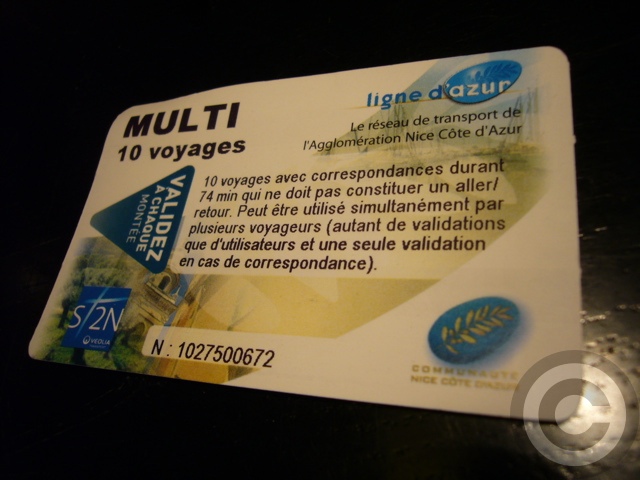 MULTI
10 voyages
ligne d'azur
Le réseau de transport de
l'Agglomération Nice Côte d'Azur
VALIDEZ
À CHAQUE
MONTÉE
10 voyages avec correspondances durant
74 min qui ne doit pas constituer un aller/
retour. Peut être utilisé simultanément par
plusieurs voyageurs (autant de validations
que d'utilisateurs et une seule validation
en cas de correspondance).
ST2N
VEOLIA
N : 1027500672
COMMUNAUTÉ
NICE CÔTE D'AZUR
C